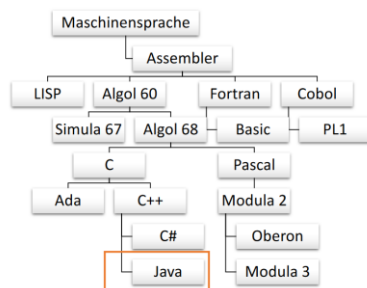 Maschinensprache
Assembler
LISP Algol 60 Fortran Cobol
Simula 67 Algol 68 Basic PL1
C Pascal
Ada C++ Modula 2
C# Oberon
Java Modula 3